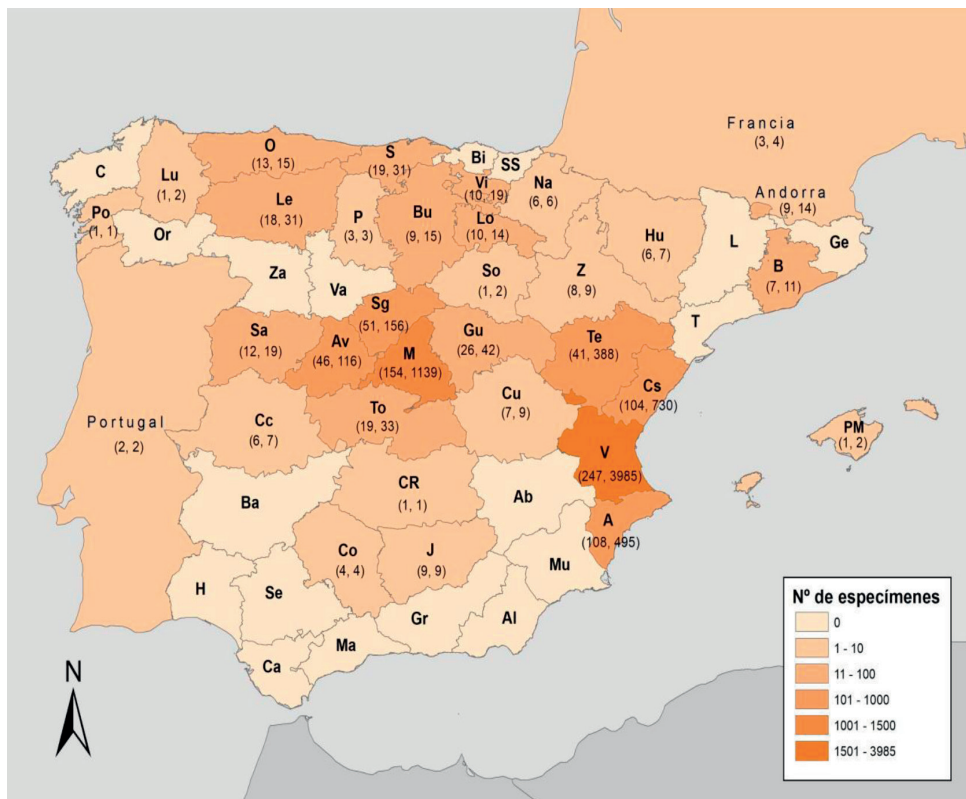 Francia
(3, 4)
O
(13, 15)
S
(19, 31)
Bi
SS
C
Lu
(1, 2)
Vi
(10, 19)
Na
(6, 6)
Andorra
(9, 14)
Le
(18, 31)
P
(3, 3)
Bu
(9, 15)
Lo
(10, 14)
Po
(1, 1)
Or
Hu
(6, 7)
L
Ge
Za
Va
So
(1, 2)
Z
(8, 9)
B
(7, 11)
Sg
(51, 156)
T
Sa
(12, 19)
Av
(46, 116)
M
(154, 1139)
Gu
(26, 42)
Te
(41, 388)
Cs
(104, 730)
Cu
(7, 9)
To
(19, 33)
Cc
(6, 7)
Portugal
(2, 2)
PM
(1, 2)
V
(247, 3985)
CR
(1, 1)
Ba
Ab
A
(108, 495)
Co
(4, 4)
J
(9, 9)
Mu
H
Se
Gr
Al
Ma
Ca
N
Nº de especímenes
0
1 - 10
11 - 100
101 - 1000
1001 - 1500
1501 - 3985